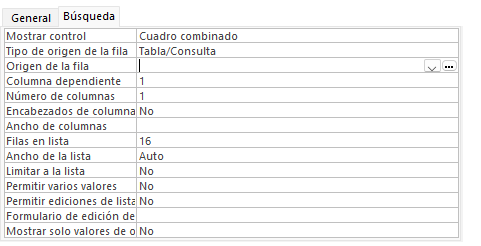 General Búsqueda
Mostrar control Cuadro combinado
Tipo de origen de la fila Tabla/Consulta
Origen de la fila
Columna dependiente 1
Número de columnas 1
Encabezados de columna No
Ancho de columnas
Filas en lista 16
Ancho de la lista Auto
Limitar a la lista No
Permitir varios valores No
Permitir ediciones de lista No
Formulario de edición de
Mostrar solo valores de o No